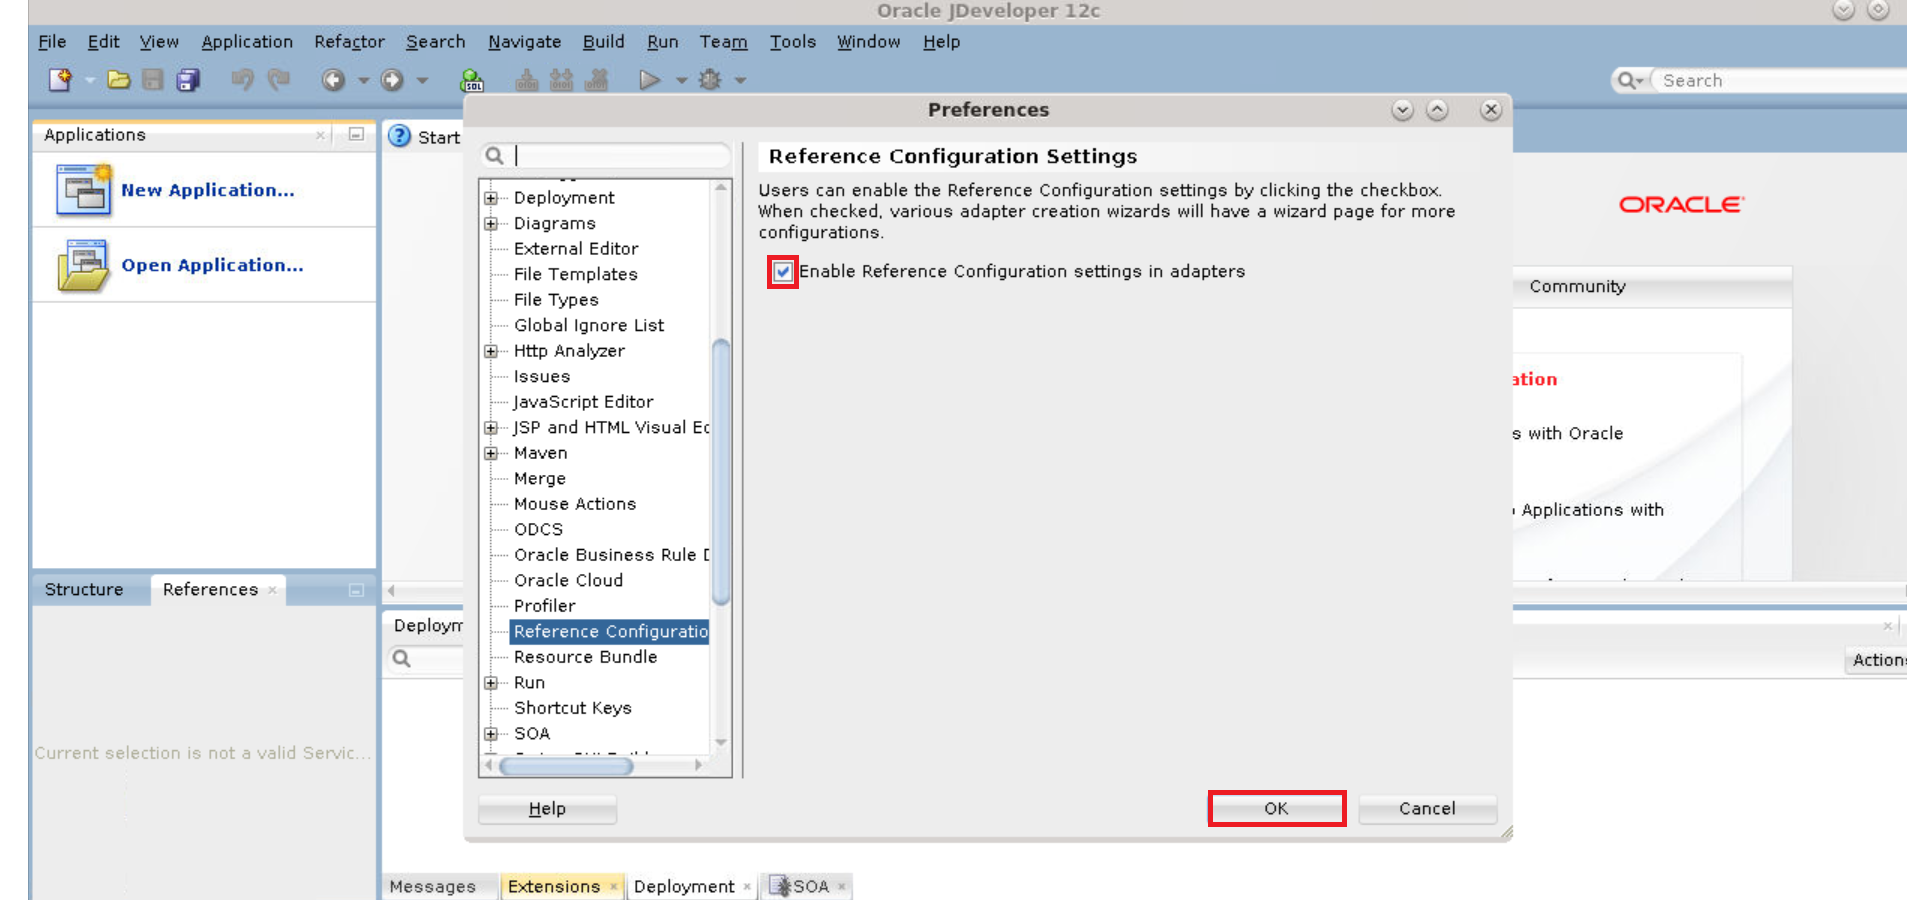 Oracle JDeveloper 12c
File Edit View Application Refactor Search Navigate Build Run Team Tools Window Help
Search
Applications
New Application...
Open Application...
Start
Preferences
Deployment
Diagrams
External Editor
File Templates
File Types
Global Ignore List
Http Analyzer
Issues
JavaScript Editor
JSP and HTML Visual Ec
Maven
Merge
Mouse Actions
ODCS
Oracle Business Rule D
Oracle Cloud
Profiler
Reference Configuratio
Resource Bundle
Run
Shortcut Keys
SOA
Reference Configuration Settings
Users can enable the Reference Configuration settings by clicking the checkbox.
When checked, various adapter creation wizards will have a wizard page for more
configurations.
Enable Reference Configuration settings in adapters
Help
OK
Cancel
ORACLE
Community
ation
s with Oracle
Applications with
Structure
References
Current selection is not a valid Servic...
Deploym
Actions
Messages
Extensions
Deployment
SOA